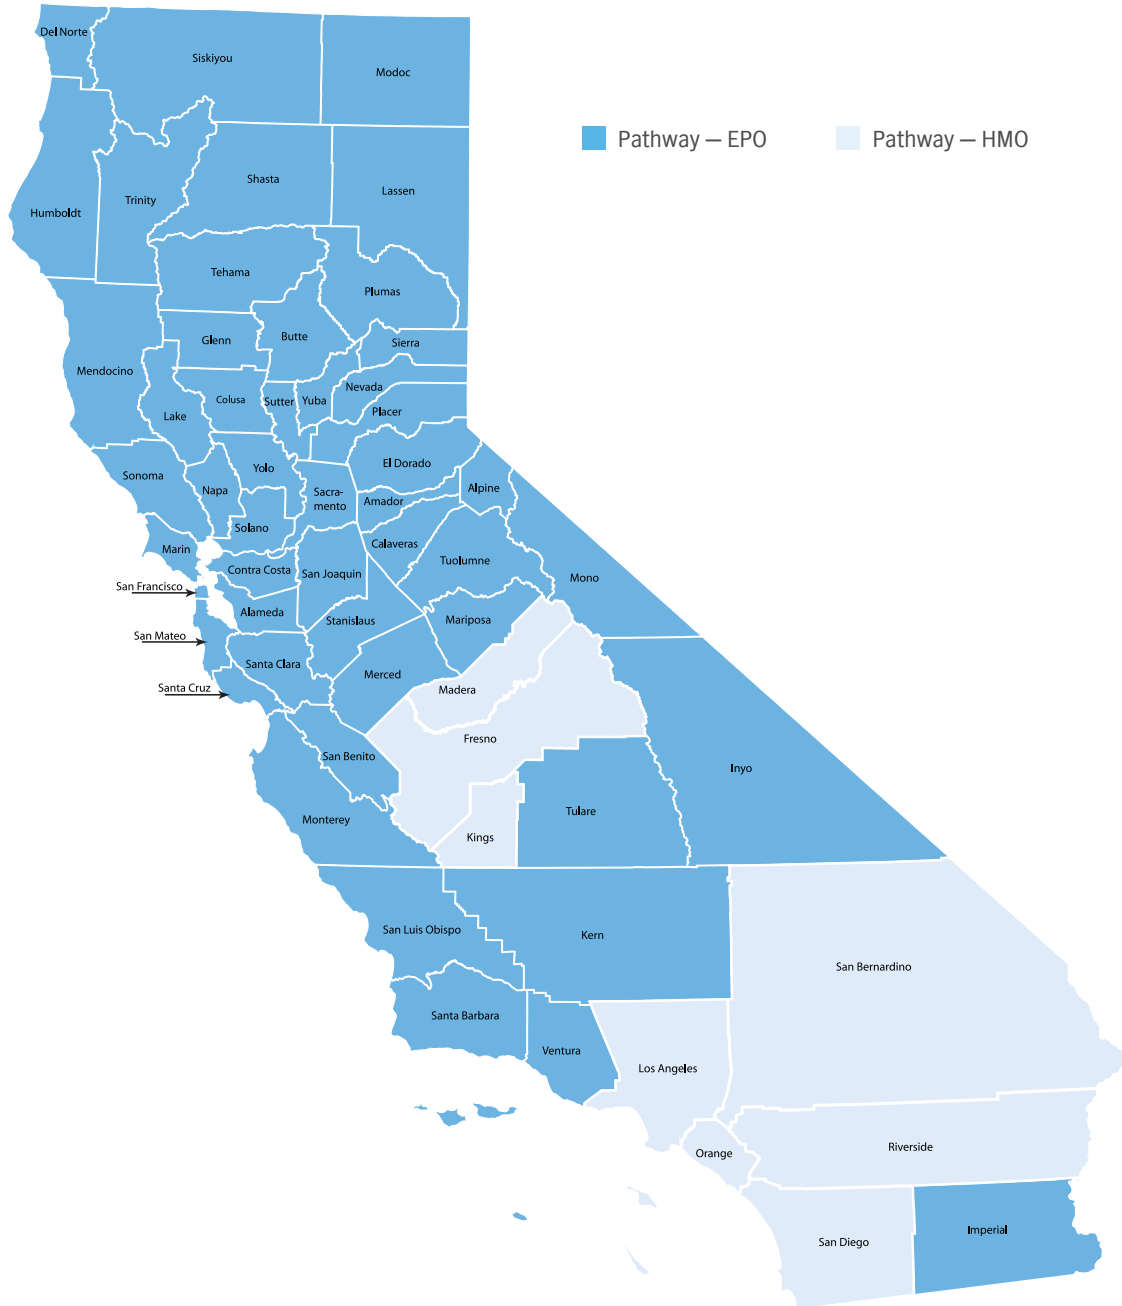 Del Norte
Siskiyou
Modoc
Pathway — EPO
Pathway — HMO
Humboldt
Trinity
Shasta
Lassen
Tehama
Plumas
Glenn
Butte
Sierra
Mendocino
Lake
Colusa
Sutter
Yuba
Nevada
Placer
Sonoma
Napa
Yolo
El Dorado
Sacra-
mento
Amador
Alpine
Solano
Marin
Contra Costa
San Joaquin
Calaveras
Tuolumne
Mono
San Francisco
Alameda
Stanislaus
Mariposa
San Mateo
Santa Clara
Merced
Madera
Santa Cruz
Fresno
San Benito
Inyo
Monterey
Kings
Tulare
San Luis Obispo
Kern
San Bernardino
Santa Barbara
Ventura
Los Angeles
Orange
Riverside
San Diego
Imperial